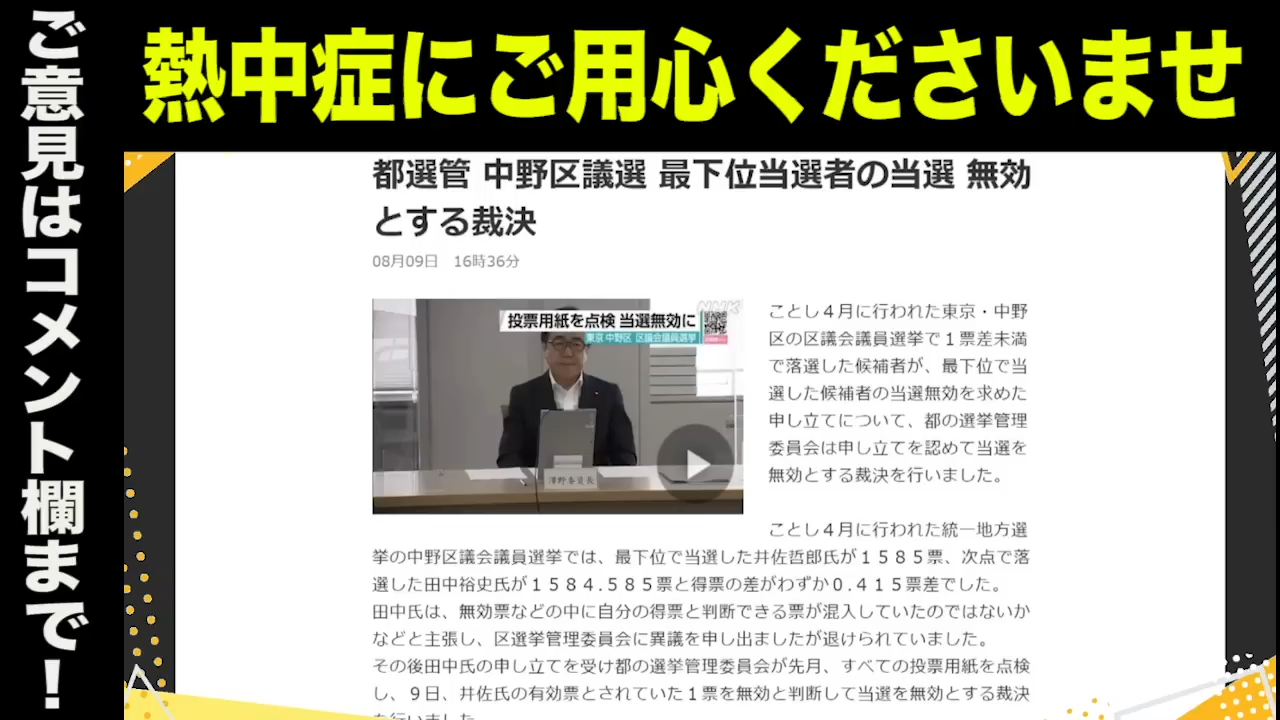 熱中症にご用心くださいませ
ご意見はコメント欄まで!
都選管 中野区議選 最下位当選者の当選 無効
とする裁決
08月09日 16時36分
NHK
投票用紙を点検 当選無効に
東京 中野区 区議会議員選挙
澤野委員長
ことし4月に行われた東京・中野
区の区議会議員選挙で1票差未満
で落選した候補者が、最下位で当
選した候補者の当選無効を求めた
申し立てについて、都の選挙管理
委員会は申し立てを認めて当選を
無効とする裁決を行いました。
ことし4月に行われた統一地方選
挙の中野区議会議員選挙では、最下位で当選した井佐哲郎氏が1585票、次点で落
選した田中裕史氏が1584.585票と得票の差がわずか0.415票差でした。
田中氏は、無効票などの中に自分の得票と判断できる票が混入していたのではないか
などと主張し、区選挙管理委員会に異議を申し出ましたが退けられていました。
その後田中氏の申し立てを受け都の選挙管理委員会が先月、すべての投票用紙を点検
し、9日、井佐氏の有効票とされていた1票を無効と判断して当選を無効とする裁決
を行いました